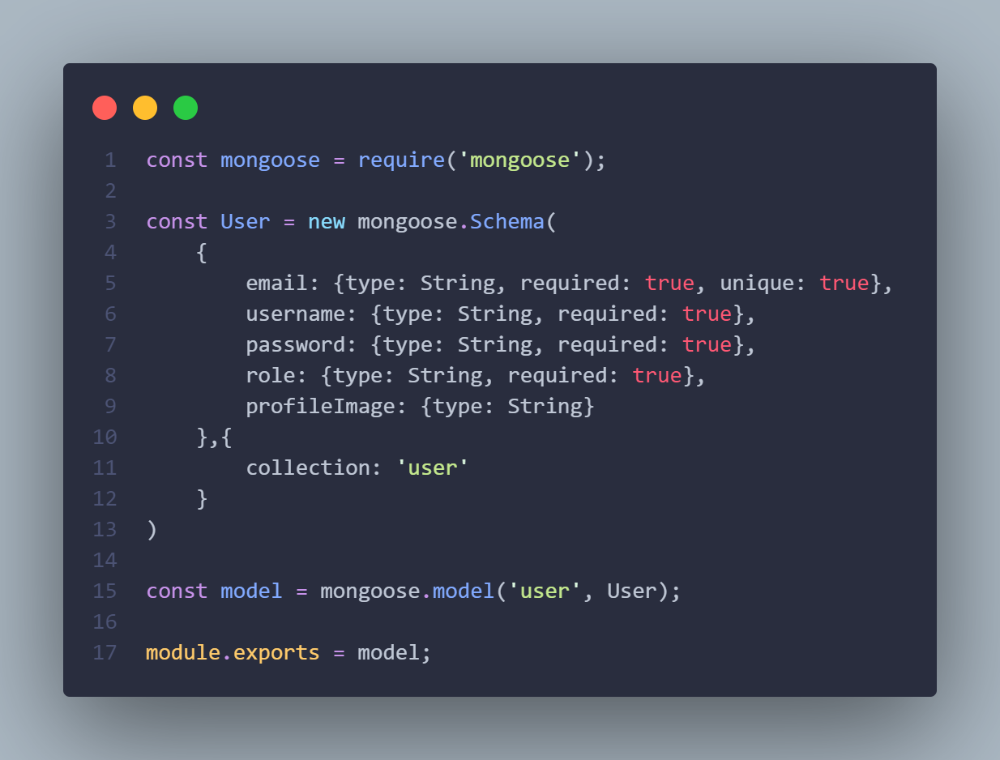 1 const mongoose = require('mongoose');
2
3 const User = new mongoose.Schema(
4     {
5         email: {type: String, required: true, unique: true},
6         username: {type: String, required: true},
7         password: {type: String, required: true},
8         role: {type: String, required: true},
9         profileImage: {type: String}
10     },{
11         collection: 'user'
12     }
13 )
14
15 const model = mongoose.model('user', User);
16
17 module.exports = model;